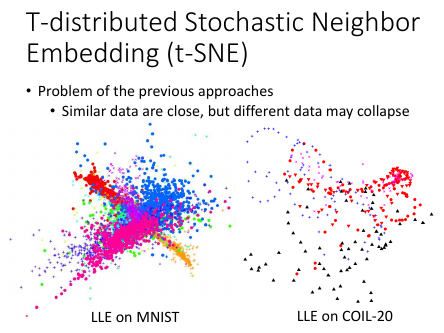 T-distributed Stochastic Neighbor
Embedding (t-SNE)
• Problem of the previous approaches
• Similar data are close, but different data may collapse
LLE on MNIST
LLE on COIL-20